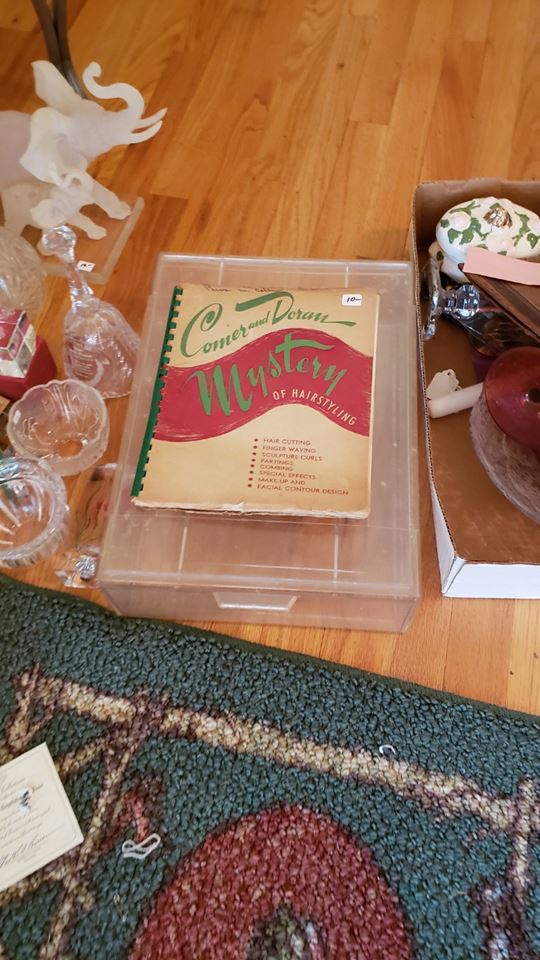 10-
Comer and Doran
Mystery
OF HAIRSTYLING
• HAIR CUTTING
• FINGER WAVING
• SCULPTURE CURLS
• PARTINGS
• COMBING
• SPECIAL EFFECTS
• MAKE-UP AND
• FACIAL CONTOUR DESIGN